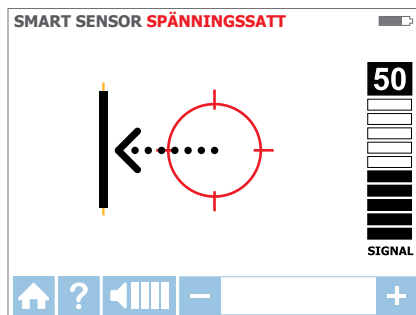 SMART SENSOR SPÄNNINGSSATT
50
SIGNAL
?
− +